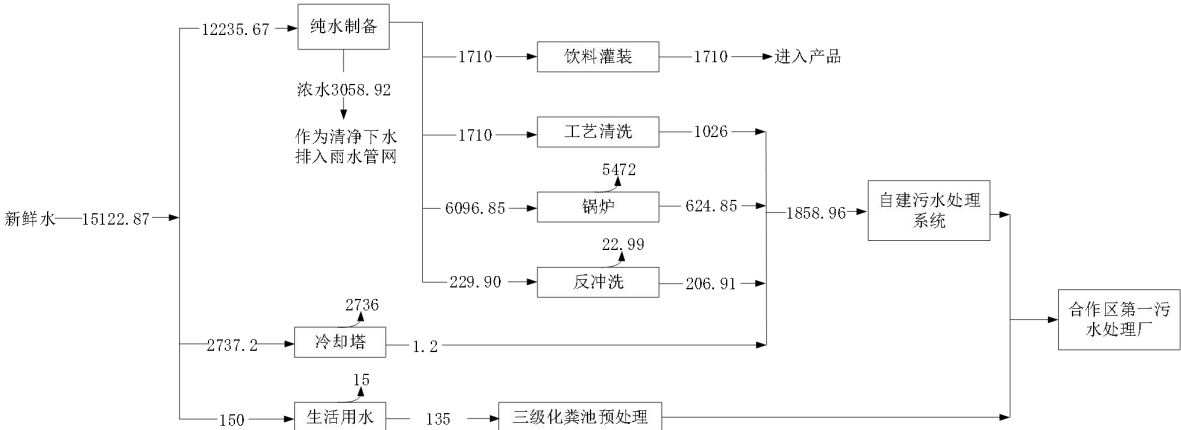 12235.67
纯水制备
1710
饮料灌装
1710
进入产品
浓水3058.92
作为清净下水
排入雨水管网
1710
工艺清洗
1026
5472
新鲜水
15122.87
6096.85
锅炉
624.85
1858.96
自建污水处理
系统
22.99
229.90
反冲洗
206.91
2736
2737.2
冷却塔
1.2
合作区第一污
水处理厂
15
150
生活用水
135
三级化粪池预处理